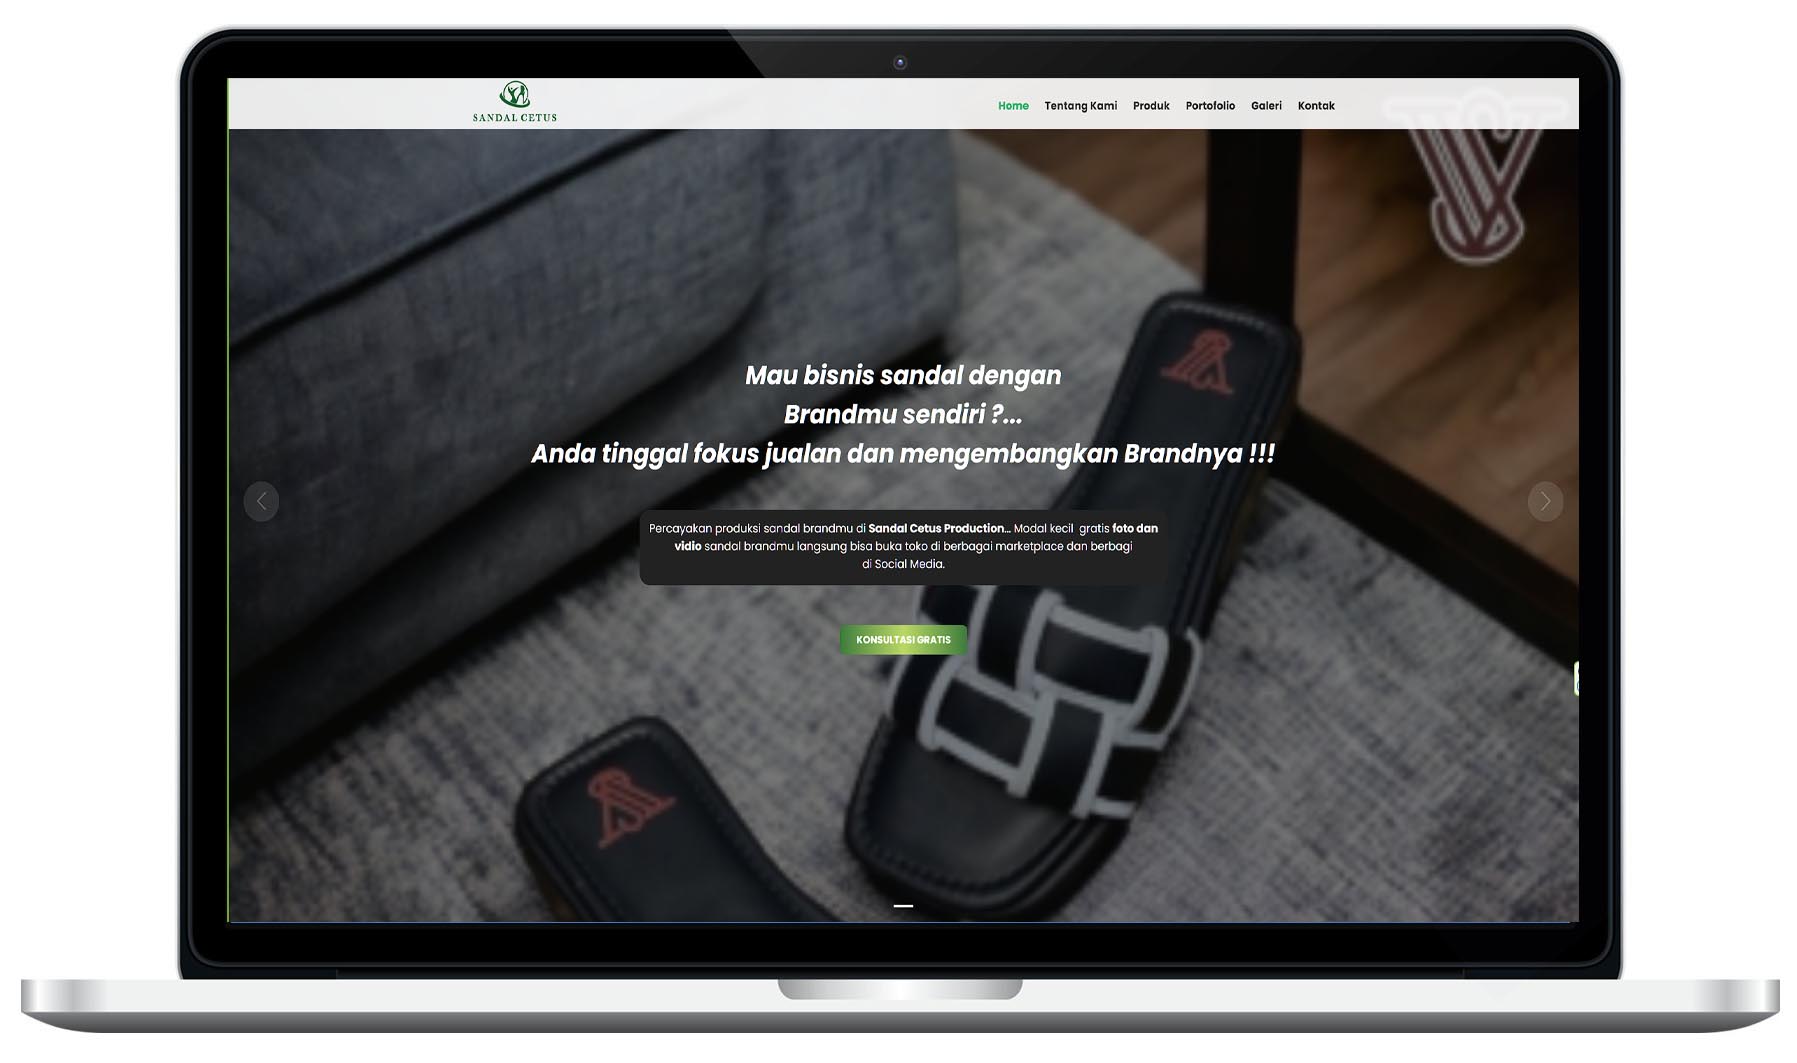 SANDAL CETUS
Home Tentang Kami Produk Portofolio Galeri Kontak
Mau bisnis sandal dengan
Brandmu sendiri ?...
Anda tinggal fokus jualan dan mengembangkan Brandnya !!!
Percayakan produksi sandal brandmu di Sandal Cetus Production... Modal kecil gratis foto dan
vidio sandal brandmu langsung bisa buka toko di berbagai marketplace dan berbagi
di Social Media.
KONSULTASI GRATIS